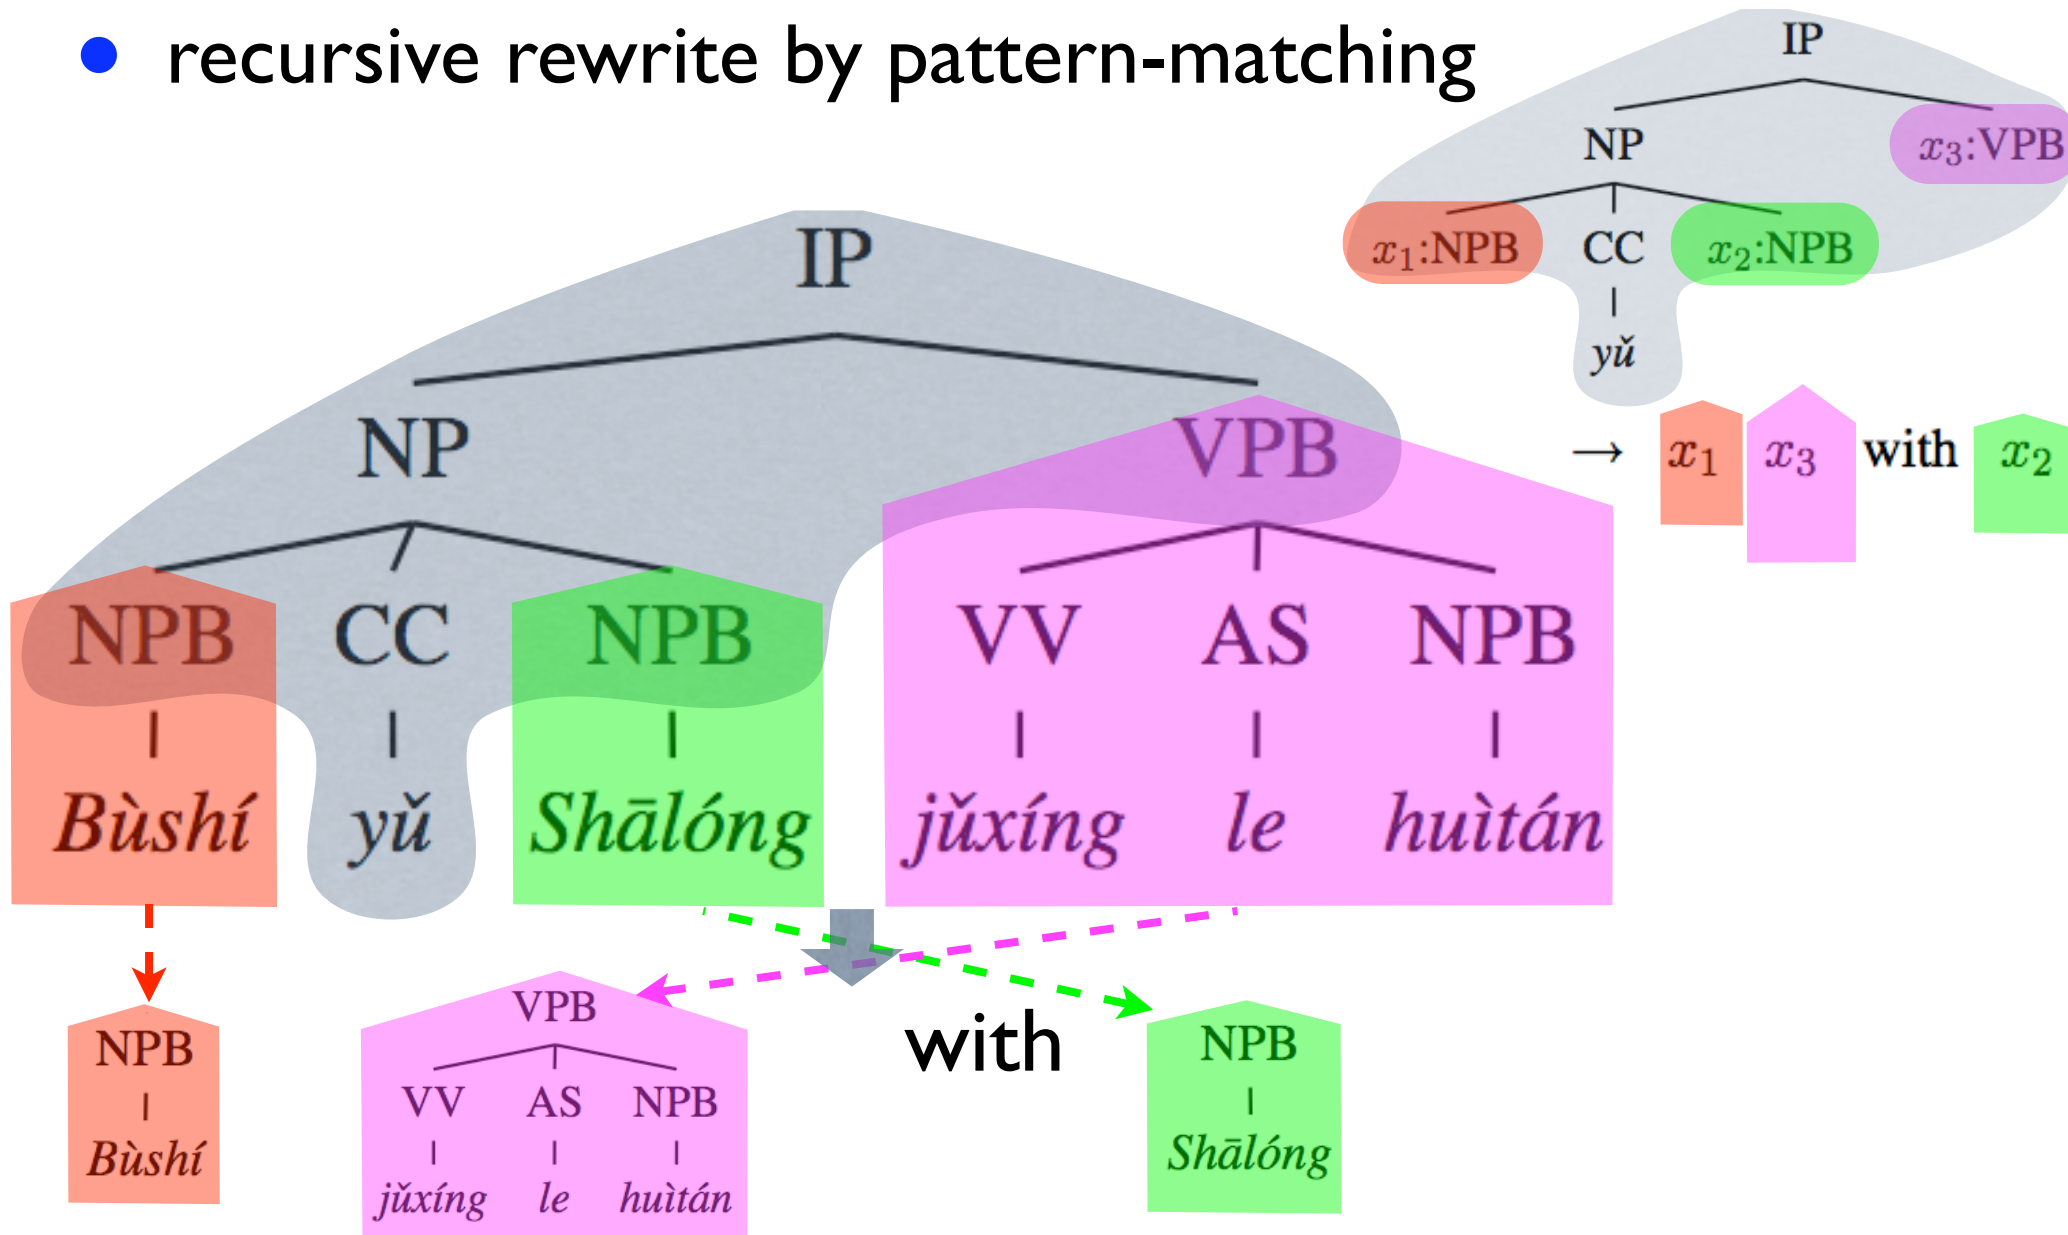 • recursive rewrite by pattern-matching
IP
NP x₃:VPB
x₁:NPB CC x₂:NPB
yǔ
→ x₁ x₃ with x₂
IP
NP VPB
NPB CC NPB VV AS NPB
Bùshí yǔ Shālóng jǔxíng le huìtán
VPB
NPB with NPB
VV AS NPB
Bùshí Shālóng
jǔxíng le huìtán